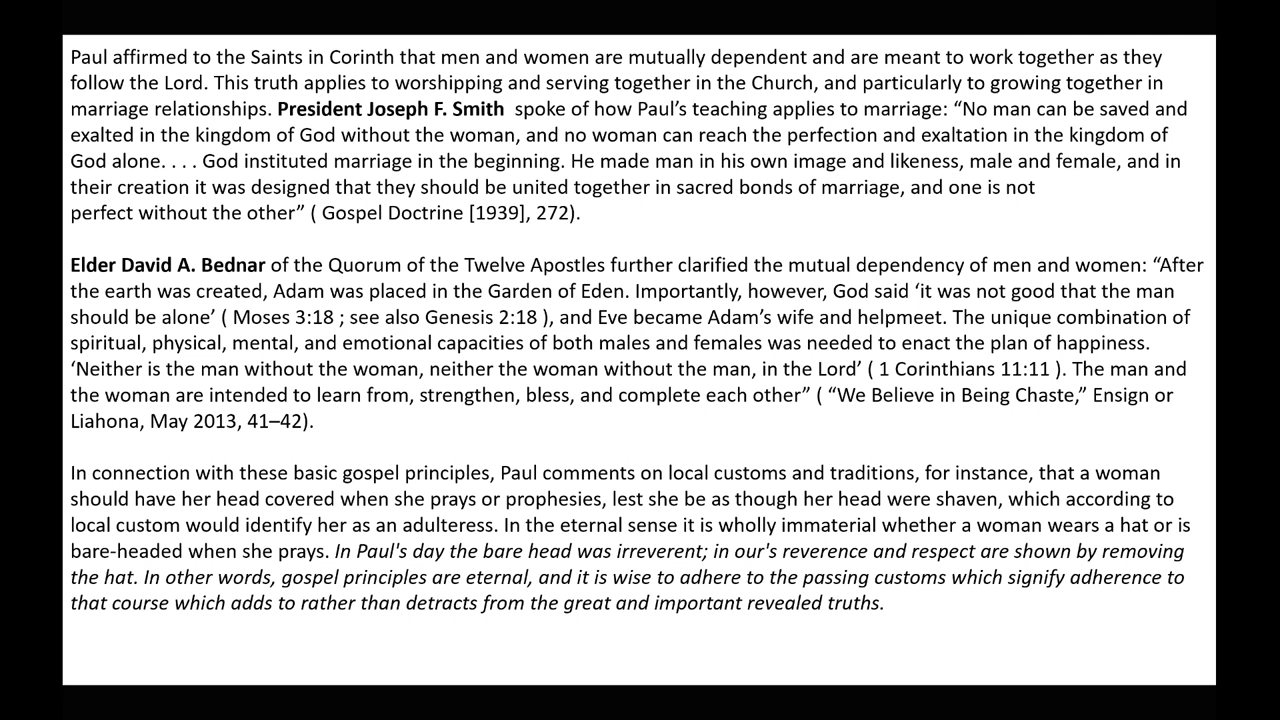 Paul affirmed to the Saints in Corinth that men and women are mutually dependent and are meant to work together as they
follow the Lord. This truth applies to worshipping and serving together in the Church, and particularly to growing together in
marriage relationships. President Joseph F. Smith  spoke of how Paul’s teaching applies to marriage: “No man can be saved and
exalted in the kingdom of God without the woman, and no woman can reach the perfection and exaltation in the kingdom of
God alone. . . . God instituted marriage in the beginning. He made man in his own image and likeness, male and female, and in
their creation it was designed that they should be united together in sacred bonds of marriage, and one is not
perfect without the other” ( Gospel Doctrine [1939], 272).
Elder David A. Bednar of the Quorum of the Twelve Apostles further clarified the mutual dependency of men and women: “After
the earth was created, Adam was placed in the Garden of Eden. Importantly, however, God said ‘it was not good that the man
should be alone’ ( Moses 3:18 ; see also Genesis 2:18 ), and Eve became Adam’s wife and helpmeet. The unique combination of
spiritual, physical, mental, and emotional capacities of both males and females was needed to enact the plan of happiness.
‘Neither is the man without the woman, neither the woman without the man, in the Lord’ ( 1 Corinthians 11:11 ). The man and
the woman are intended to learn from, strengthen, bless, and complete each other” ( “We Believe in Being Chaste,” Ensign or
Liahona, May 2013, 41–42).
In connection with these basic gospel principles, Paul comments on local customs and traditions, for instance, that a woman
should have her head covered when she prays or prophesies, lest she be as though her head were shaven, which according to
local custom would identify her as an adulteress. In the eternal sense it is wholly immaterial whether a woman wears a hat or is
bare-headed when she prays. In Paul's day the bare head was irreverent; in our's reverence and respect are shown by removing
the hat. In other words, gospel principles are eternal, and it is wise to adhere to the passing customs which signify adherence to
that course which adds to rather than detracts from the great and important revealed truths.